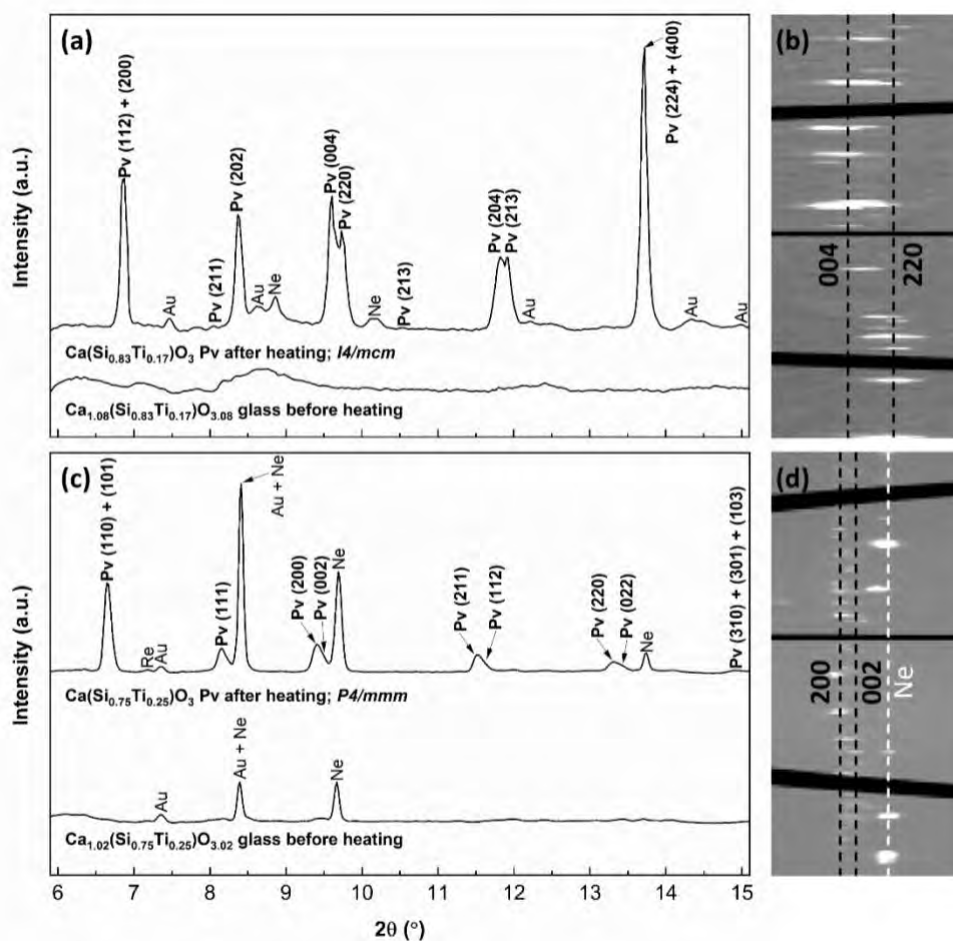 (a)
Intensity (a.u.)
Pv (112) + (200)
Au
Pv (211)
Pv (202)
Au
Ne
Pv (004)
Pv (220)
Ne
Pv (213)
Pv (204)
Pv (213)
Au
Pv (224) + (400)
Au
Au
Ca(Si0.83Ti0.17)O3 Pv after heating; I4/mcm
Ca1.08(Si0.83Ti0.17)O3.08 glass before heating
(b)
004
220
(c)
Intensity (a.u.)
Pv (110) + (101)
Re
Au
Pv (111)
Au + Ne
Pv (200)
Pv (002)
Ne
Pv (211)
Pv (112)
Pv (220)
Pv (022)
Ne
Pv (310) + (301) + (103)
Ca(Si0.75Ti0.25)O3 Pv after heating; P4/mmm
Au
Au + Ne
Ne
Ca1.02(Si0.75Ti0.25)O3.02 glass before heating
6 7 8 9 10 11 12 13 14 15
2θ (°)
(d)
200
002
Ne